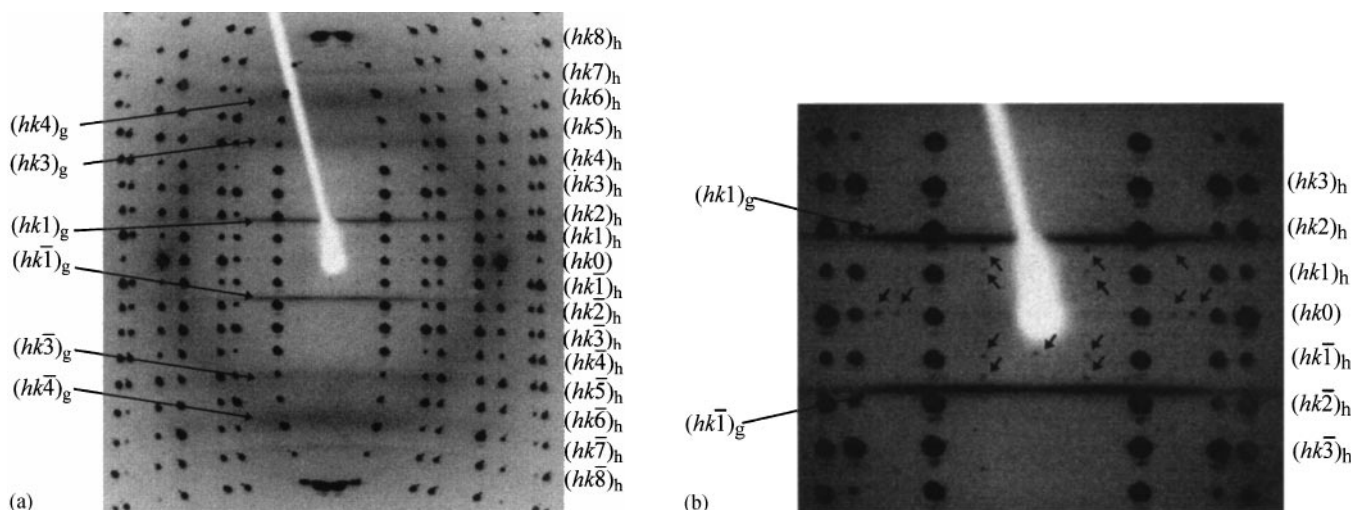 (hk8)h
(hk7)h
(hk6)h
(hk5)h
(hk4)h
(hk3)h
(hk2)h
(hk1)h
(hk0)
(hk1̅)h
(hk2̅)h
(hk3̅)h
(hk4̅)h
(hk5̅)h
(hk6̅)h
(hk7̅)h
(hk8̅)h
(hk4)g
(hk3)g
(hk1)g
(hk1̅)g
(hk3̅)g
(hk4̅)g
(a)
(hk1)g
(hk1̅)g
(hk3)h
(hk2)h
(hk1)h
(hk0)
(hk1̅)h
(hk2̅)h
(hk3̅)h
(b)